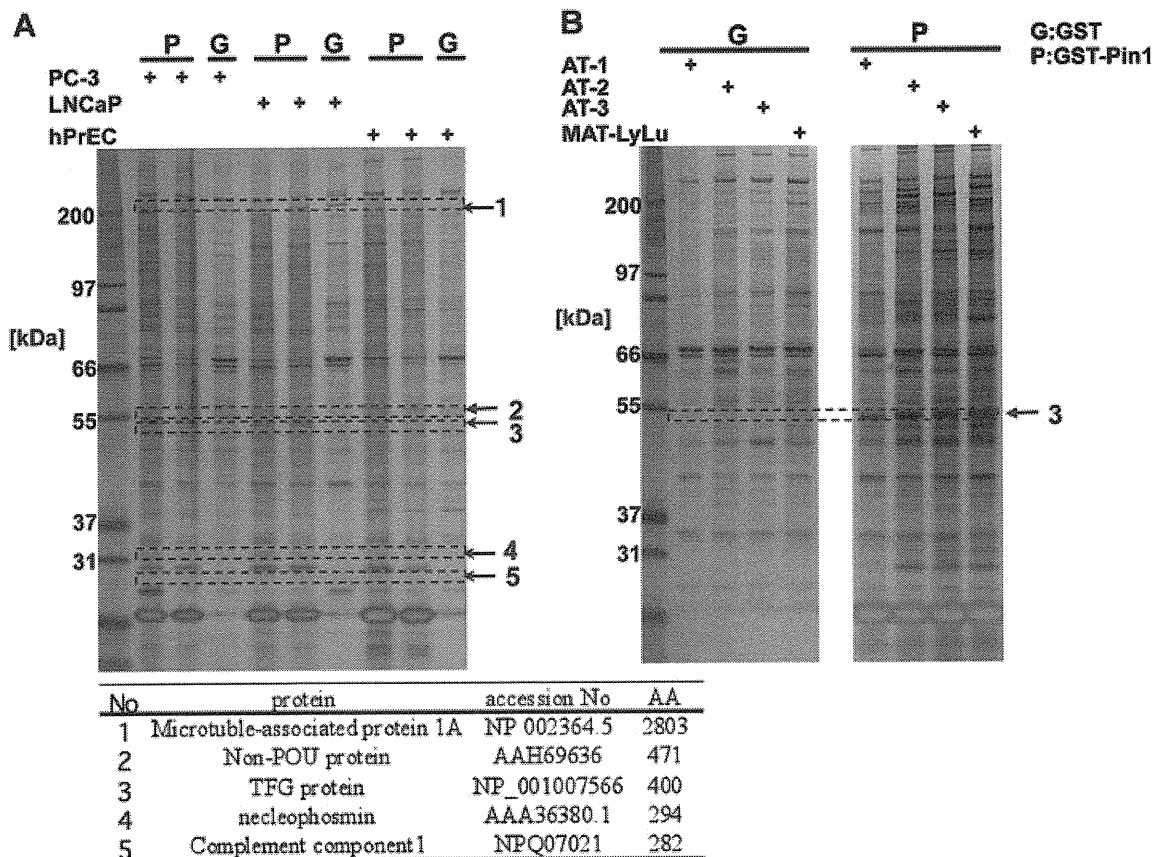 A
B
P G P G P G
G P G:GST
P:GST-Pin1
PC-3 + + +
LNCaP + + +
hPrEC + + +
AT-1 + +
AT-2 + +
AT-3 + +
MAT-LyLu + +
200
97
[kDa]
66
55
37
31
1
2
3
4
5
200
97
[kDa]
66
55
37
31
3
No protein accession No AA
1 Microtuble-associated protein 1A NP 002364.5 2803
2 Non-POU protein AAH69636 471
3 TFG protein NP_001007566 400
4 necleophosmin AAA36380.1 294
5 Complement component1 NPQ07021 282